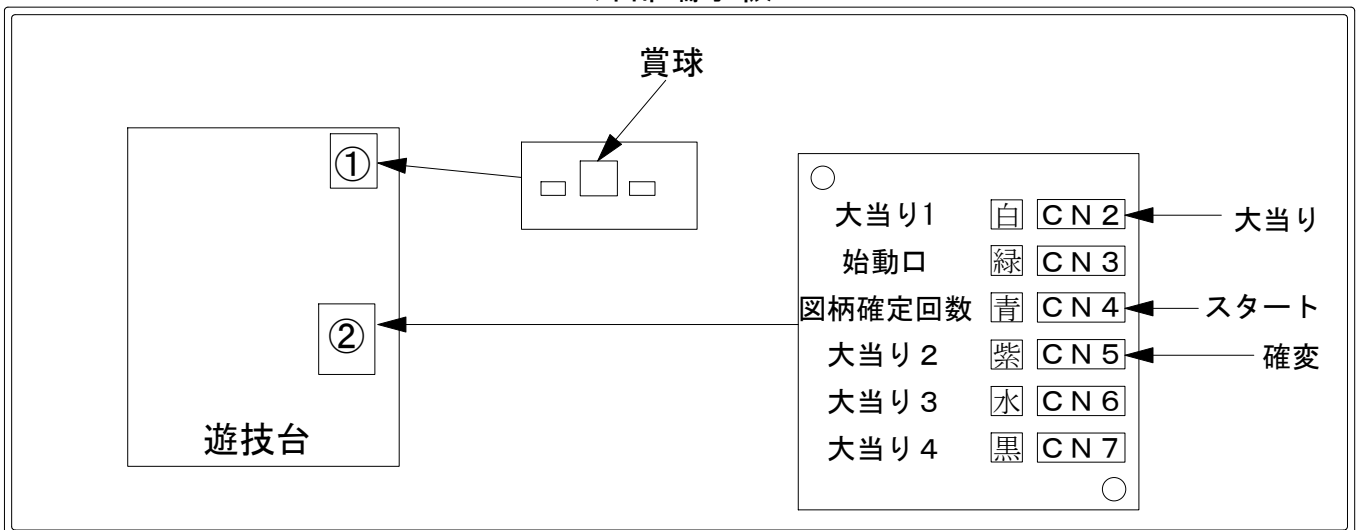 賞球
①
大当り1 白 CN2 大当り
始動口 緑 CN3
図柄確定回数 青 CN4 スタート
②
大当り2 紫 CN5 確変
大当り3 水 CN6
遊技台
大当り4 黒 CN7